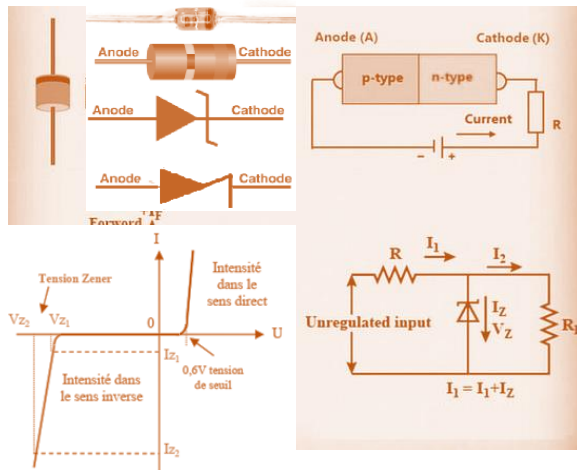 Anode Cathode
Anode Cathode
Anode Cathode
Anode (A) Cathode (K)
p-type n-type
R
Current
− +
Forword IF
I
Tension Zener
Intensité
dans le
sens direct
Vz2 Vz1 0 U
Iz1
0,6V tension
de seuil
Intensité dans
le sens inverse
Iz2
R I1 I2
Unregulated input
IZ
VZ
I1 = I1+IZ